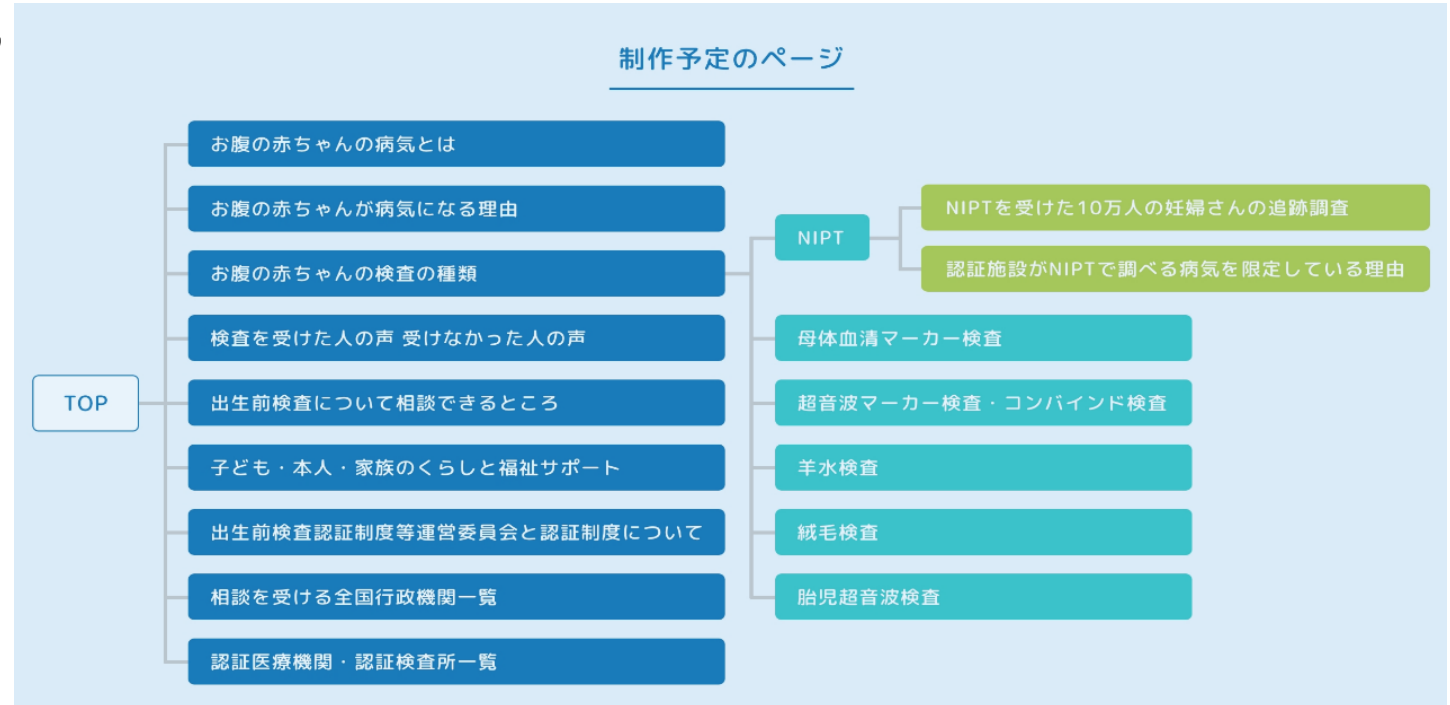 制作予定のページ
TOP
お腹の赤ちゃんの病気とは
お腹の赤ちゃんが病気になる理由
お腹の赤ちゃんの検査の種類
検査を受けた人の声 受けなかった人の声
出生前検査について相談できるところ
子ども・本人・家族のくらしと福祉サポート
出生前検査認証制度等運営委員会と認証制度について
相談を受ける全国行政機関一覧
認証医療機関・認証検査所一覧
NIPT
母体血清マーカー検査
超音波マーカー検査・コンバインド検査
羊水検査
絨毛検査
胎児超音波検査
NIPTを受けた10万人の妊婦さんの追跡調査
認証施設がNIPTで調べる病気を限定している理由